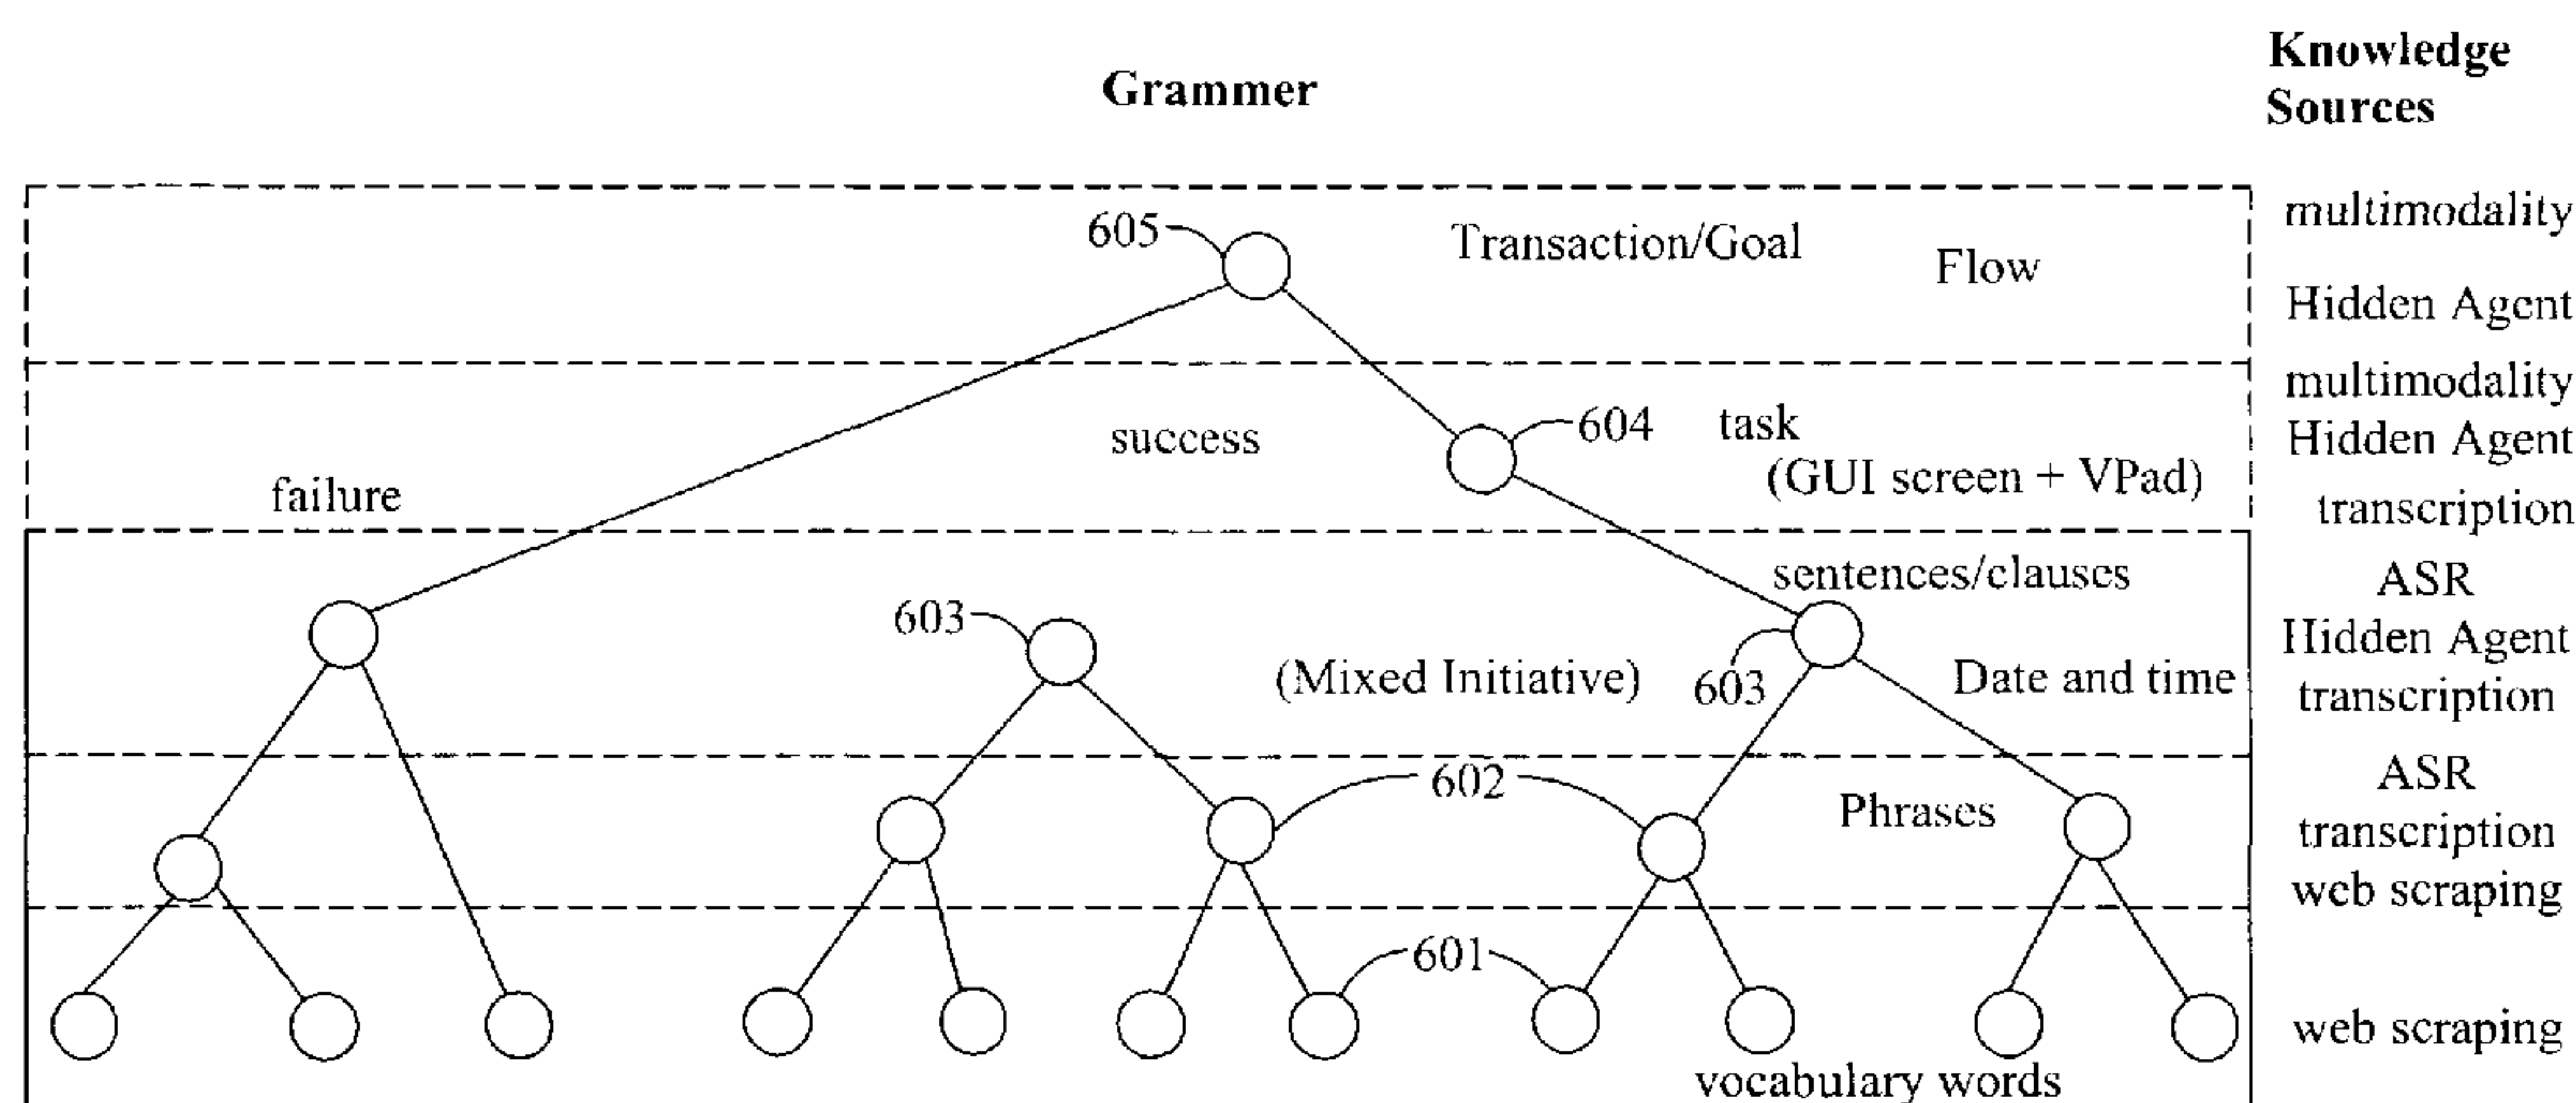 Grammer
Knowledge
Sources
605
Transaction/Goal
Flow
multimodality
Hidden Agent
failure
success
604
task
(GUI screen + VPad)
multimodality
Hidden Agent
transcription
sentences/clauses
603
(Mixed Initiative)
603
Date and time
ASR
Hidden Agent
transcription
602
Phrases
ASR
transcription
web scraping
601
vocabulary words
web scraping